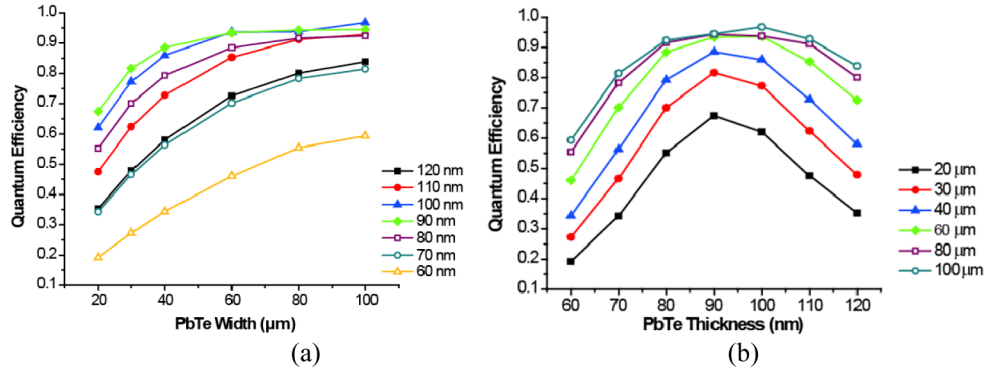 Quantum Efficiency
1.0
0.9
0.8
0.7
0.6
0.5
0.4
0.3
0.2
0.1
20
40
60
80
100
PbTe Width (µm)
120 nm
110 nm
100 nm
90 nm
80 nm
70 nm
60 nm
(a)
Quantum Efficiency
1.0
0.9
0.8
0.7
0.6
0.5
0.4
0.3
0.2
0.1
60
70
80
90
100
110
120
PbTe Thickness (nm)
20 µm
30 µm
40 µm
60 µm
80 µm
100 µm
(b)